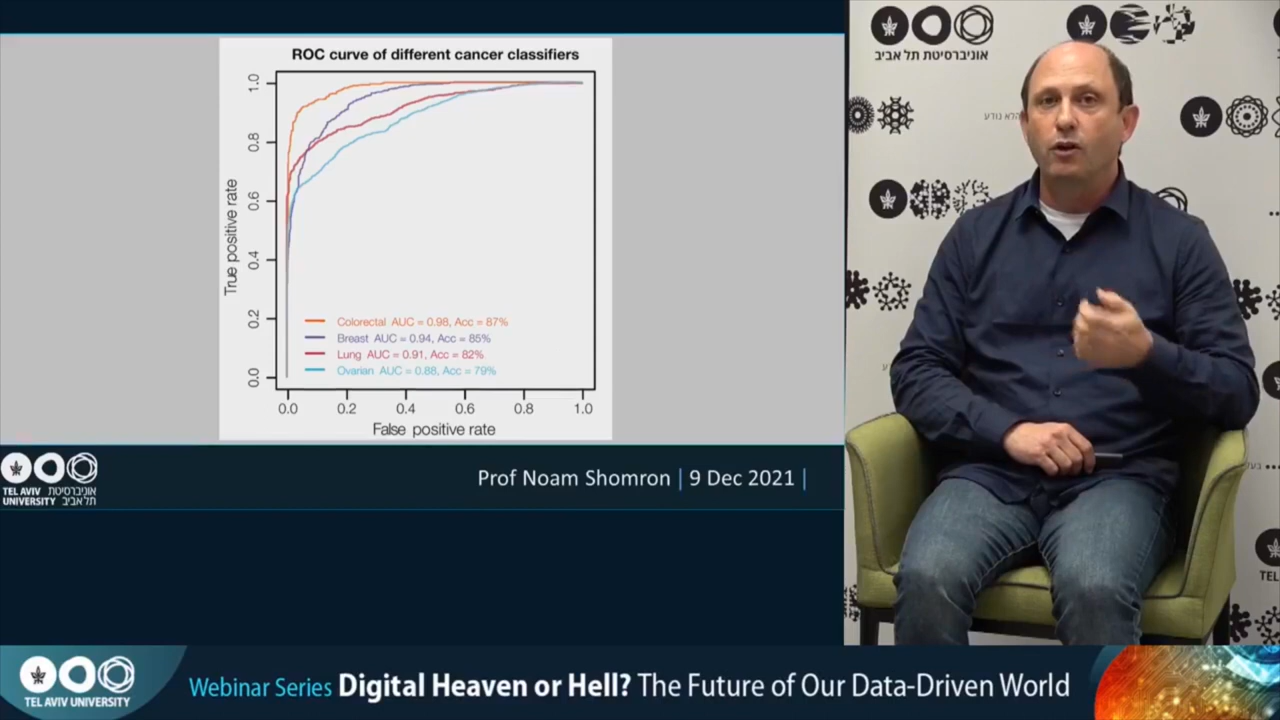 ROC curve of different cancer classifiers
True positive rate
1.0
0.8
0.6
0.4
0.2
0.0
Colorectal AUC = 0.98, Acc = 87%
Breast AUC = 0.94, Acc = 85%
Lung AUC = 0.91, Acc = 82%
Ovarian AUC = 0.88, Acc = 79%
0.0 0.2 0.4 0.6 0.8 1.0
False positive rate
TEL AVIV אוניברסיטת
UNIVERSITY תל אביב
Prof Noam Shomron | 9 Dec 2021 |
אוניברסיטת תל אביב
הלא נודע
TEL
TEL AVIV UNIVERSITY
Webinar Series Digital Heaven or Hell? The Future of Our Data-Driven World